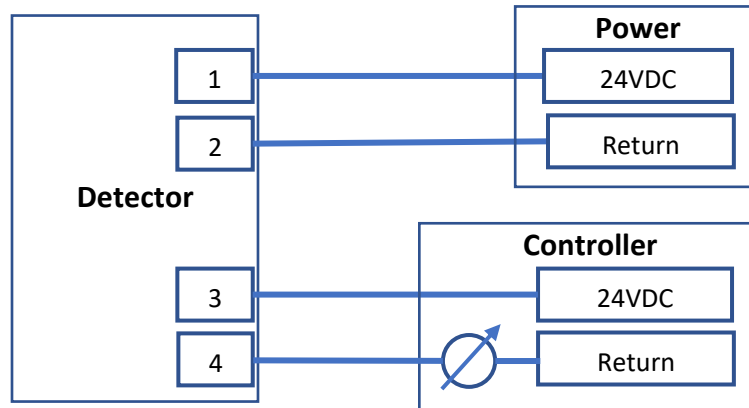 Power
1
24VDC
2
Return
Detector
Controller
3
24VDC
4
Return